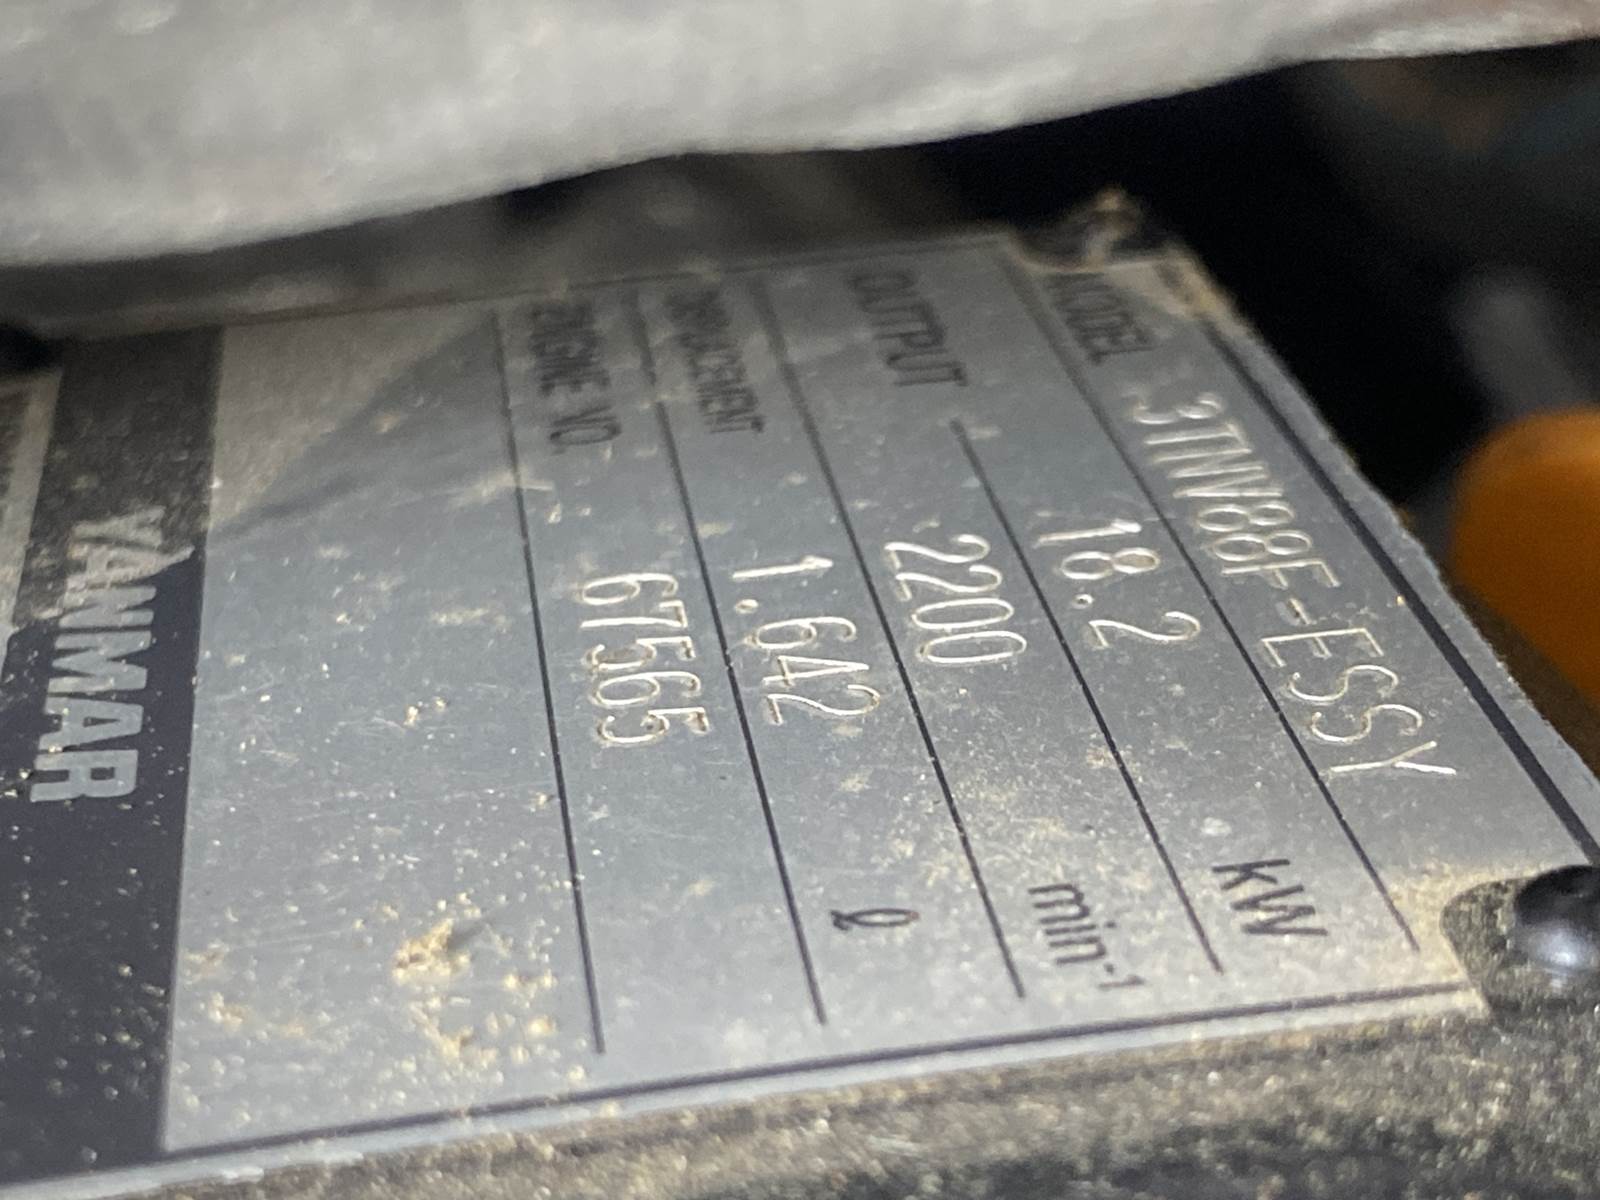 MODEL 3TNV88F-ESSY
OUTPUT 18.2 kW
2200 min-1
DISPLACEMENT 1.642 ℓ
ENGINE NO. 67565
YANMAR